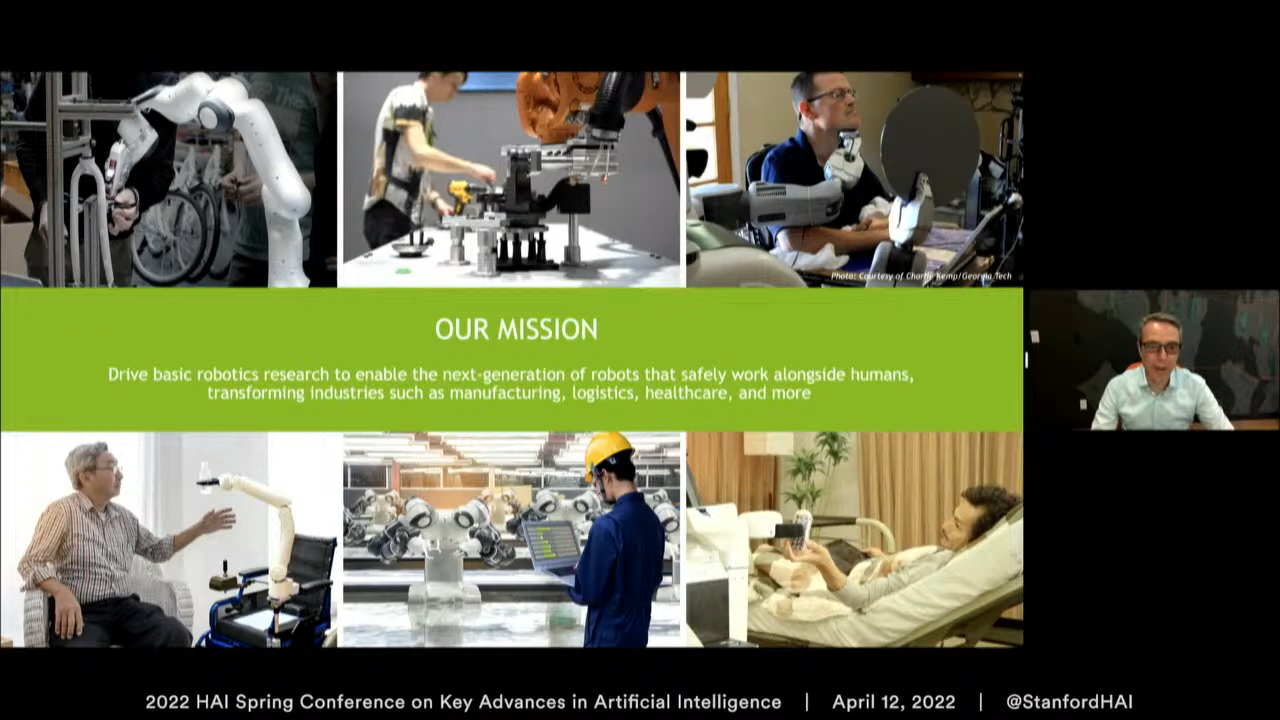 Photo: Courtesy of Charlie Kemp/Georgia Tech
OUR MISSION
Drive basic robotics research to enable the next-generation of robots that safely work alongside humans,
transforming industries such as manufacturing, logistics, healthcare, and more
2022 HAI Spring Conference on Key Advances in Artificial Intelligence | April 12, 2022 | @StanfordHAI